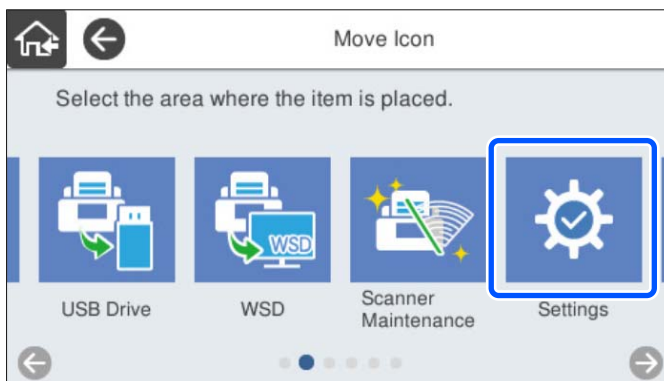 Move Icon
Select the area where the item is placed.
WSD
USB Drive
WSD
Scanner
Maintenance
Settings